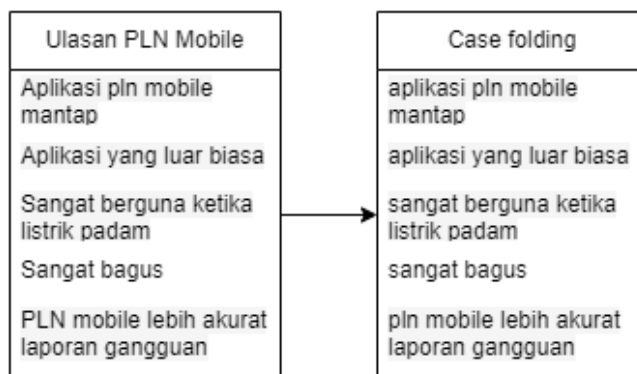 Ulasan PLN Mobile
Aplikasi pln mobile
mantap
Aplikasi yang luar biasa
Sangat berguna ketika
listrik padam
Sangat bagus
PLN mobile lebih akurat
laporan gangguan
Case folding
aplikasi pln mobile
mantap
aplikasi yang luar biasa
sangat berguna ketika
listrik padam
sangat bagus
pln mobile lebih akurat
laporan gangguan